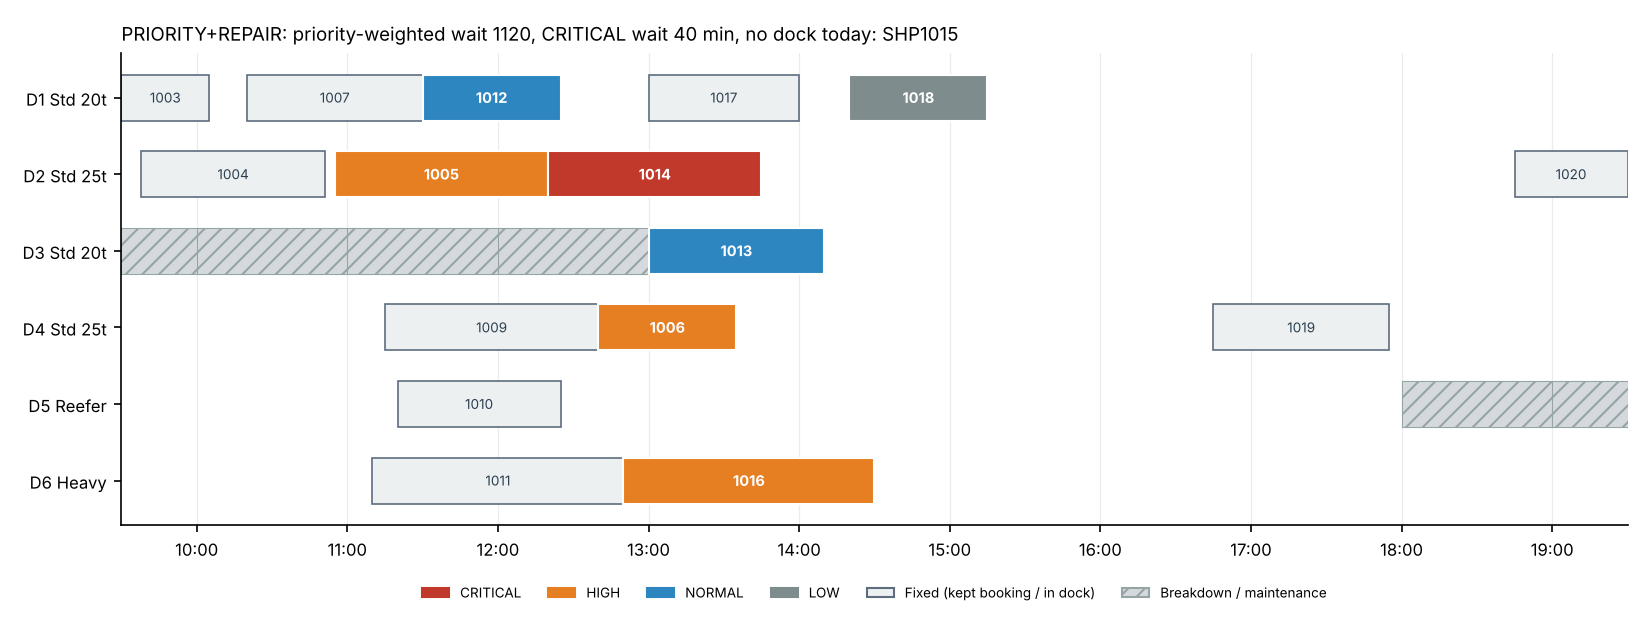 PRIORITY+REPAIR: priority-weighted wait 1120, CRITICAL wait 40 min, no dock today: SHP1015
D1 Std 20t
1003
1007
1012
1017
1018
D2 Std 25t
1004
1005
1014
1020
D3 Std 20t
1013
D4 Std 25t
1009
1006
1019
D5 Reefer
1010
D6 Heavy
1011
1016
10:00
11:00
12:00
13:00
14:00
15:00
16:00
17:00
18:00
19:00
CRITICAL
HIGH
NORMAL
LOW
Fixed (kept booking / in dock)
Breakdown / maintenance